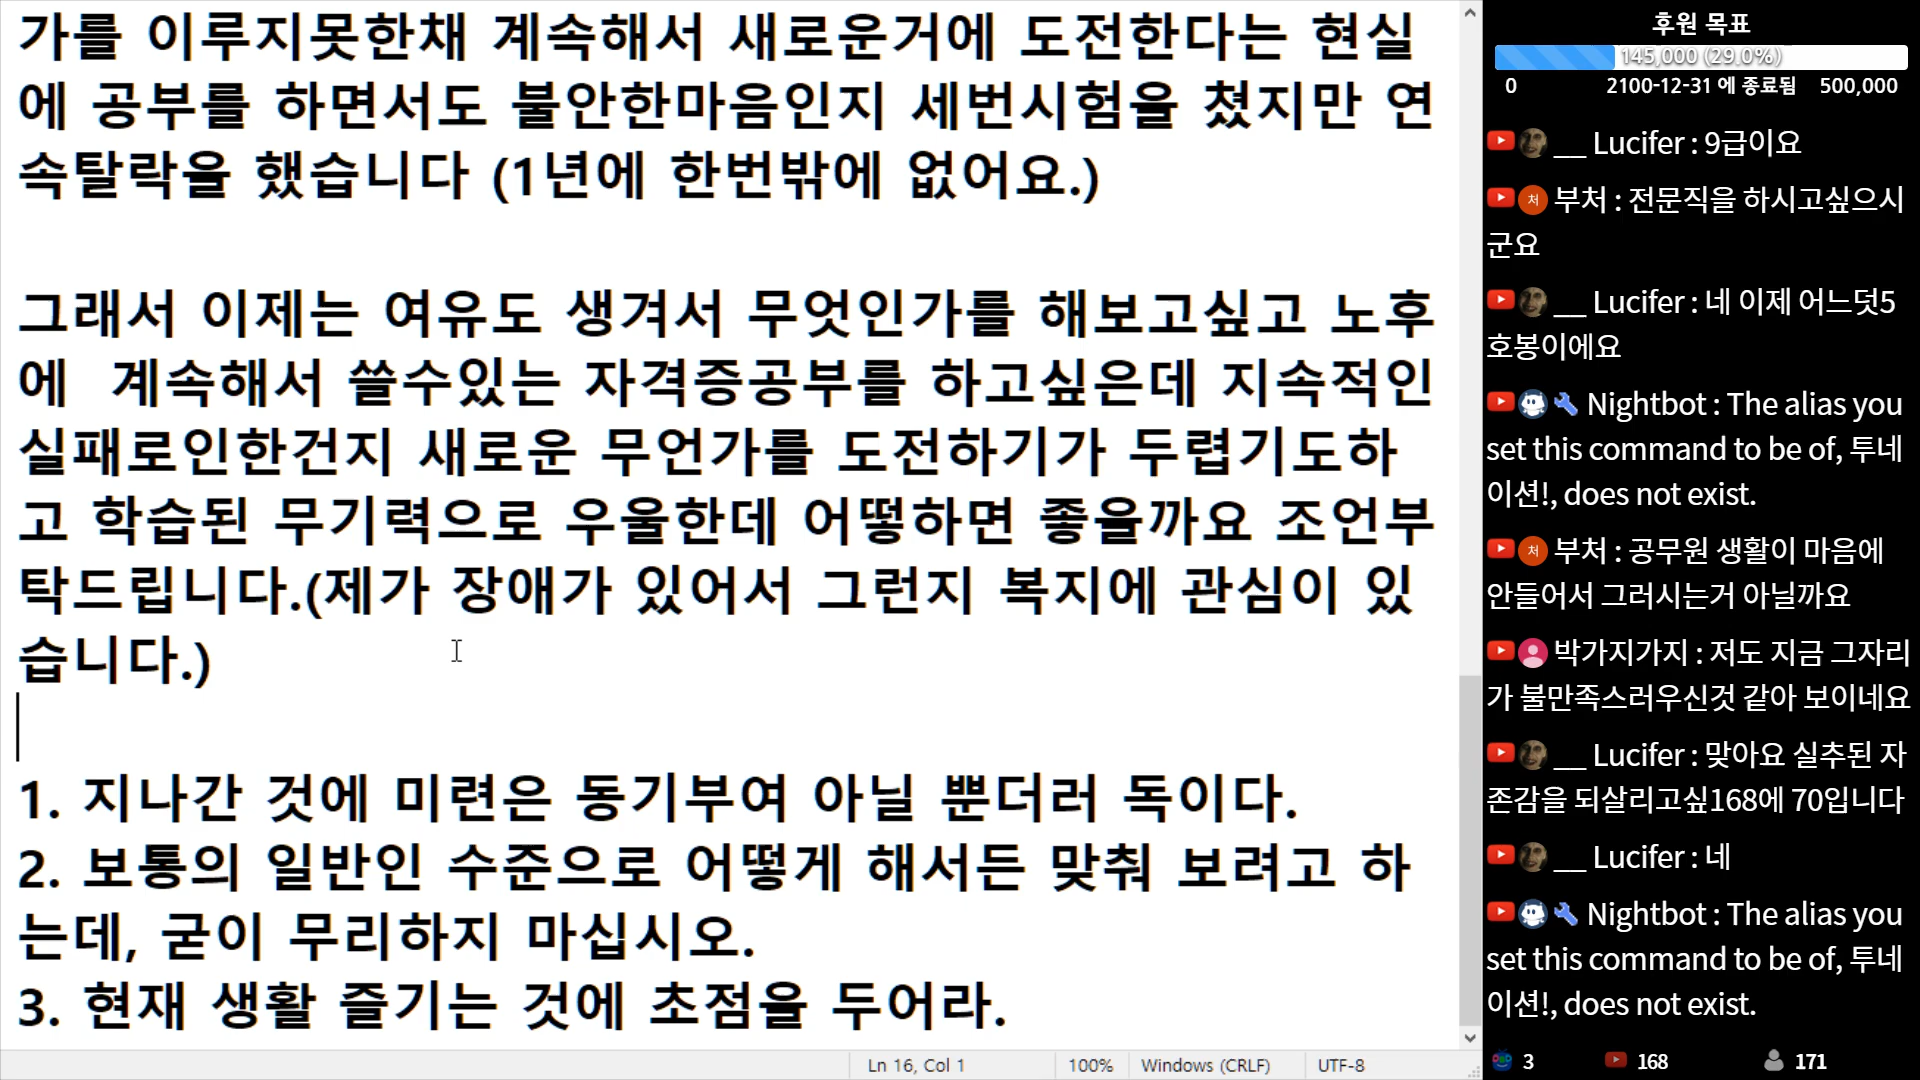 가를 이루지못한채 계속해서 새로운거에 도전한다는 현실
에 공부를 하면서도 불안한마음인지 세번시험을 쳤지만 연
속탈락을 했습니다 (1년에 한번밖에 없어요.)
그래서 이제는 여유도 생겨서 무엇인가를 해보고싶고 노후
에  계속해서 쓸수있는 자격증공부를 하고싶은데 지속적인
실패로인한건지 새로운 무언가를 도전하기가 두렵기도하
고 학습된 무기력으로 우울한데 어떻하면 좋을까요 조언부
탁드립니다.(제가 장애가 있어서 그런지 복지에 관심이 있
습니다.)
1. 지나간 것에 미련은 동기부여 아닐 뿐더러 독이다.
2. 보통의 일반인 수준으로 어떻게 해서든 맞춰 보려고 하
는데, 굳이 무리하지 마십시오.
3. 현재 생활 즐기는 것에 초점을 두어라.
Ln 16, Col 1
100%
Windows (CRLF)
UTF-8
후원 목표
145,000 (29.0%)
0 2100-12-31 에 종료됨 500,000
__ Lucifer : 9급이요
처 부처 : 전문직을 하시고싶으시
군요
__ Lucifer : 네 이제 어느덧5
호봉이에요
Nightbot : The alias you
set this command to be of, 투네
이션!, does not exist.
처 부처 : 공무원 생활이 마음에
안들어서 그러시는거 아닐까요
박가지가지 : 저도 지금 그자리
가 불만족스러우신것 같아 보이네요
__ Lucifer : 맞아요 실추된 자
존감을 되살리고싶168에 70입니다
__ Lucifer : 네
Nightbot : The alias you
set this command to be of, 투네
이션!, does not exist.
3 168 171